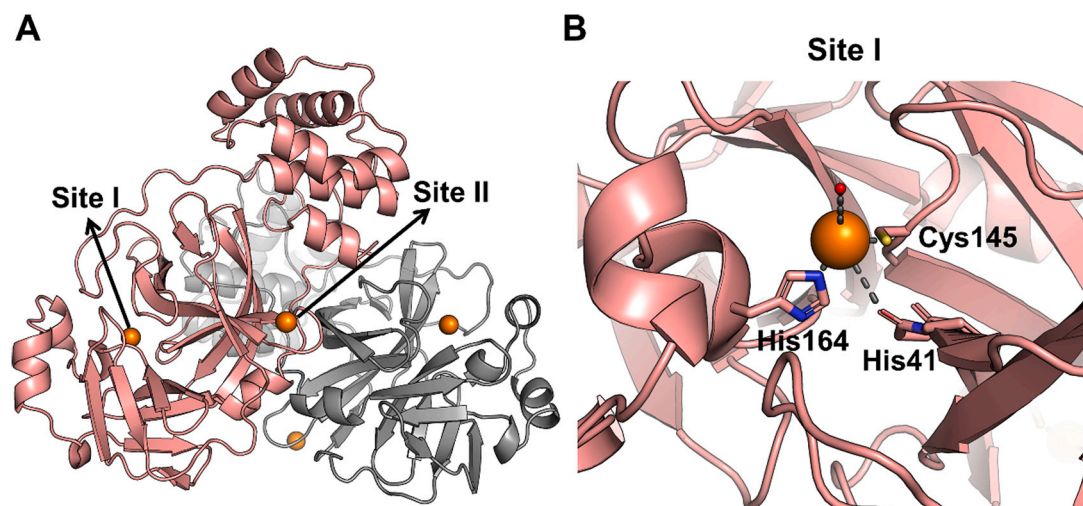 A
B
Site I
Site I
Site II
Cys145
His164
His41